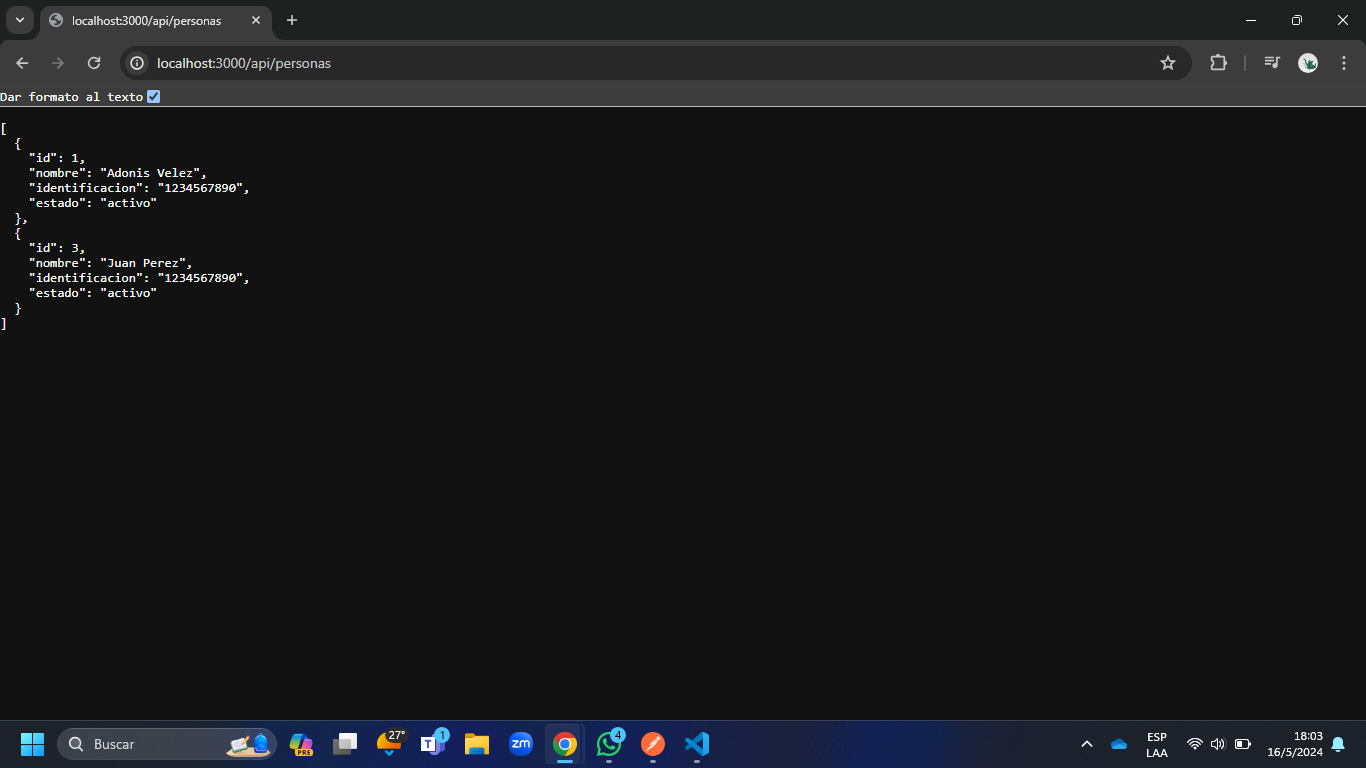 localhost:3000/api/personas
localhost:3000/api/personas
Dar formato al texto
[
  {
    "id": 1,
    "nombre": "Adonis Velez",
    "identificacion": "1234567890",
    "estado": "activo"
  },
  {
    "id": 3,
    "nombre": "Juan Perez",
    "identificacion": "1234567890",
    "estado": "activo"
  }
]
Buscar
PRE
27°
T
1
zm
4
ESP
LAA
18:03
16/5/2024